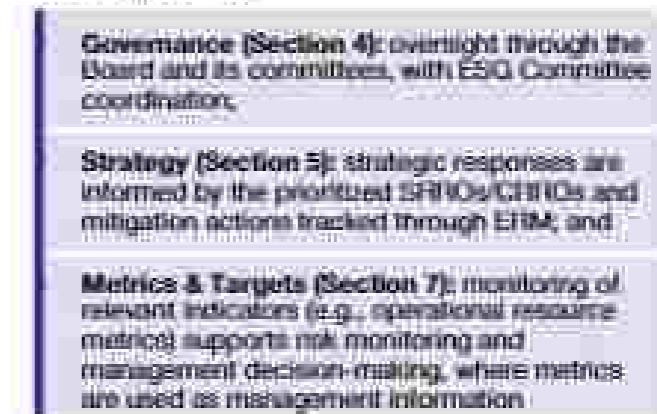 Governance (Section 4): oversight through the
Board and its committees, with ESG Committee
coordination,
Strategy (Section 5): strategic responses are
informed by the prioritized SRROs/CRROs and
mitigation actions tracked through ERM; and
Metrics & Targets (Section 7): monitoring of
relevant indicators (e.g., operational resource
metrics) supports risk monitoring and
management decision-making, where metrics
are used as management information